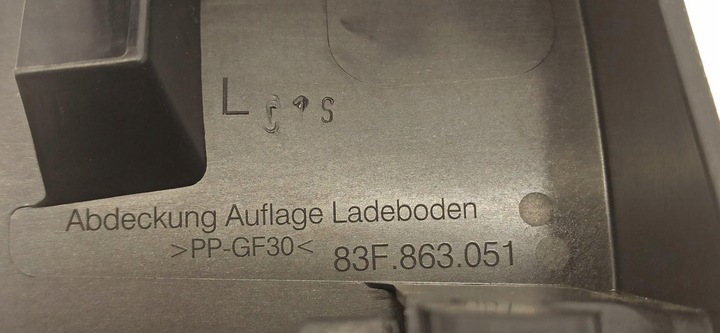 L
Abdeckung Auflage Ladeboden
>PP-GF30<
83F.863.051